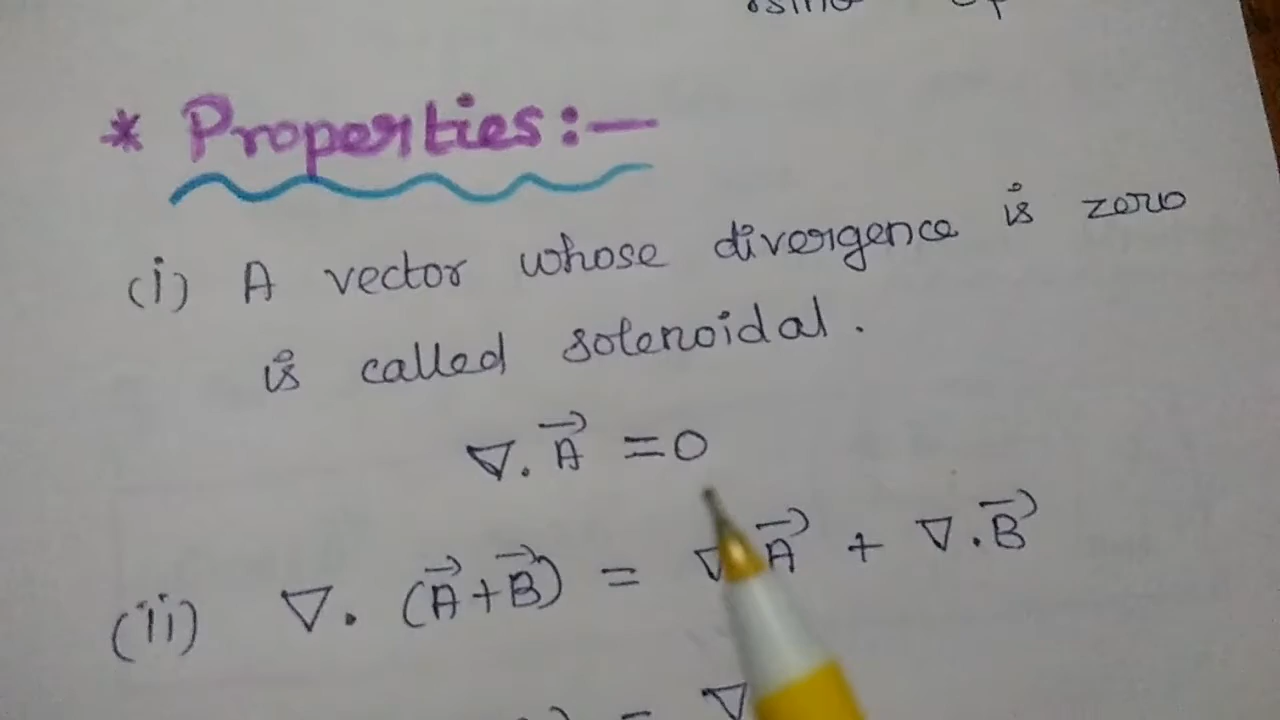 * Properties:-
(i) A vector whose divergence is zero
is called solenoidal.
∇. A⃗ = 0
(ii) ∇. (A⃗ + B⃗) = ∇ A⃗ + ∇. B⃗